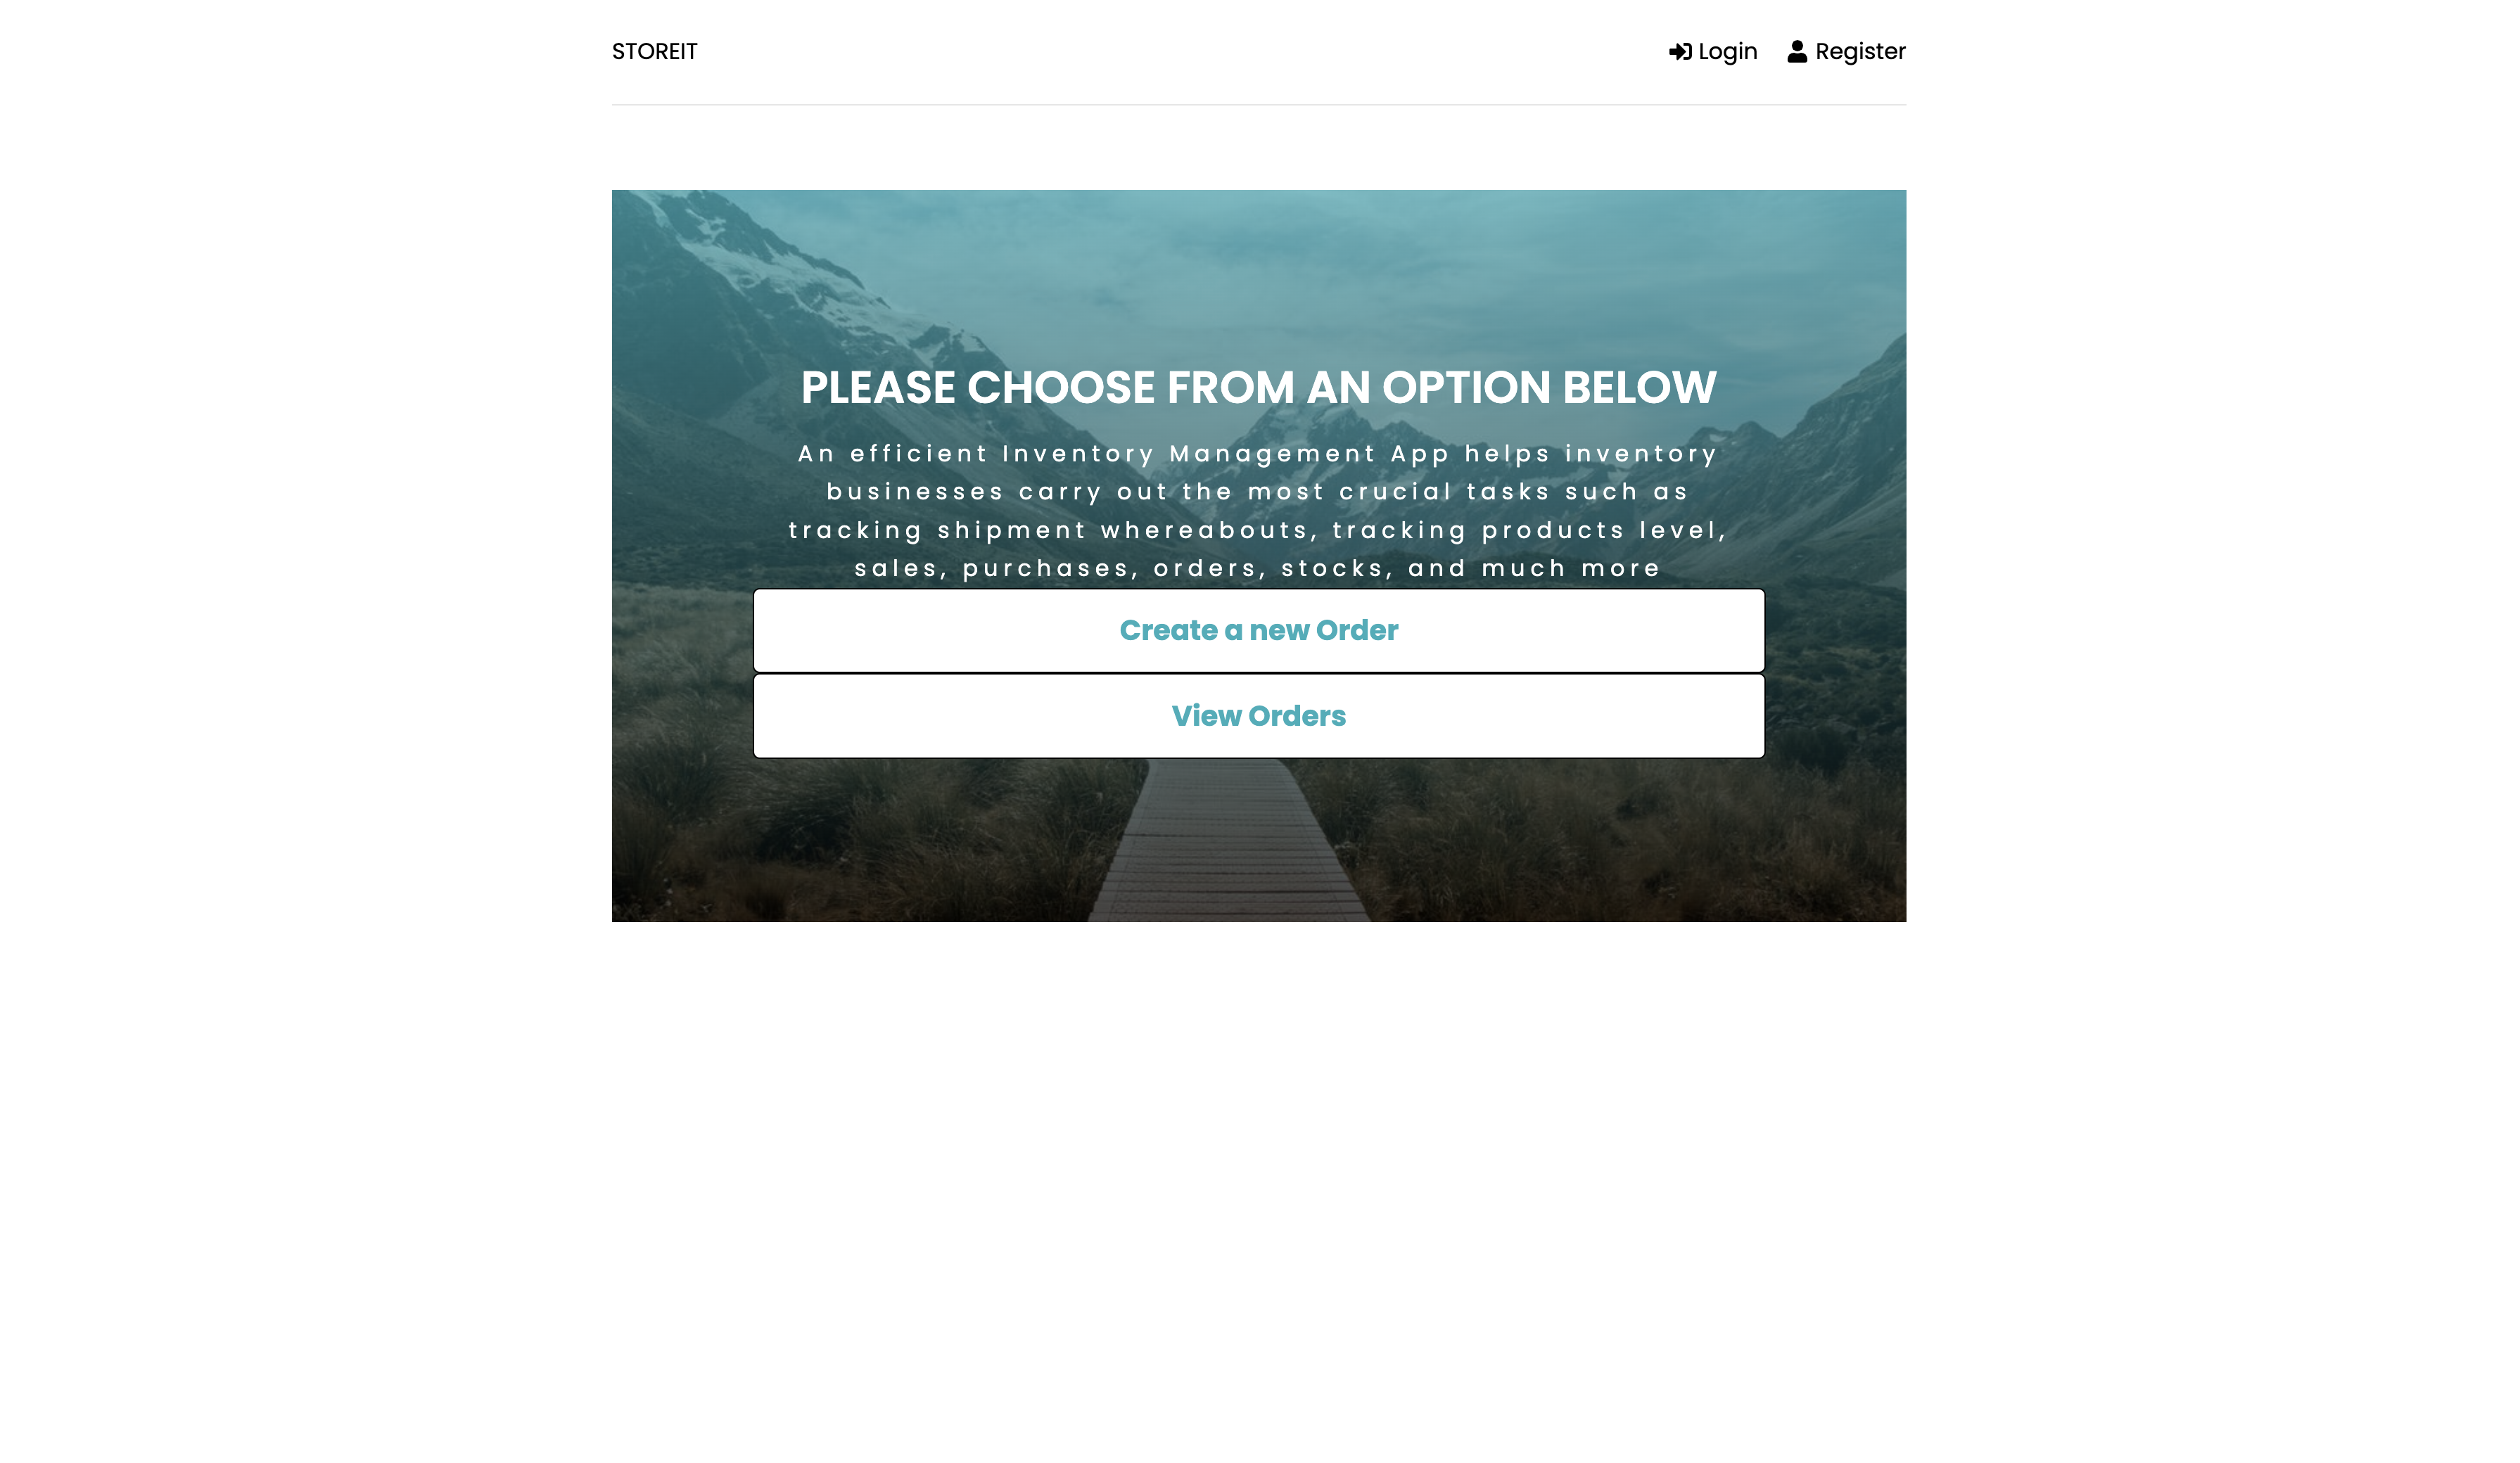 STOREIT
Login
Register
PLEASE CHOOSE FROM AN OPTION BELOW
An efficient Inventory Management App helps inventory
businesses carry out the most crucial tasks such as
tracking shipment whereabouts, tracking products level,
sales, purchases, orders, stocks, and much more
Create a new Order
View Orders